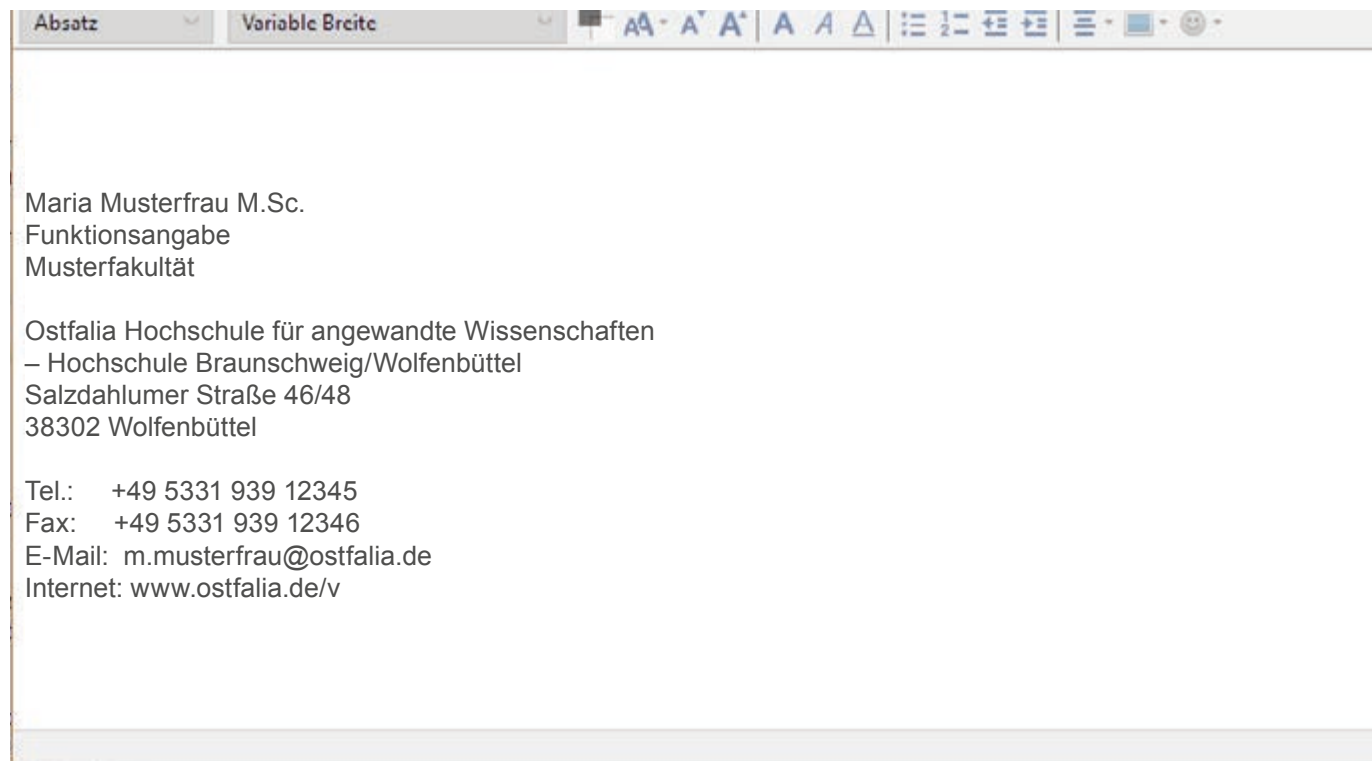 Absatz Variable Breite
Maria Musterfrau M.Sc.
Funktionsangabe
Musterfakultät
Ostfalia Hochschule für angewandte Wissenschaften
– Hochschule Braunschweig/Wolfenbüttel
Salzdahlumer Straße 46/48
38302 Wolfenbüttel
Tel.: +49 5331 939 12345
Fax: +49 5331 939 12346
E-Mail: m.musterfrau@ostfalia.de
Internet: www.ostfalia.de/v